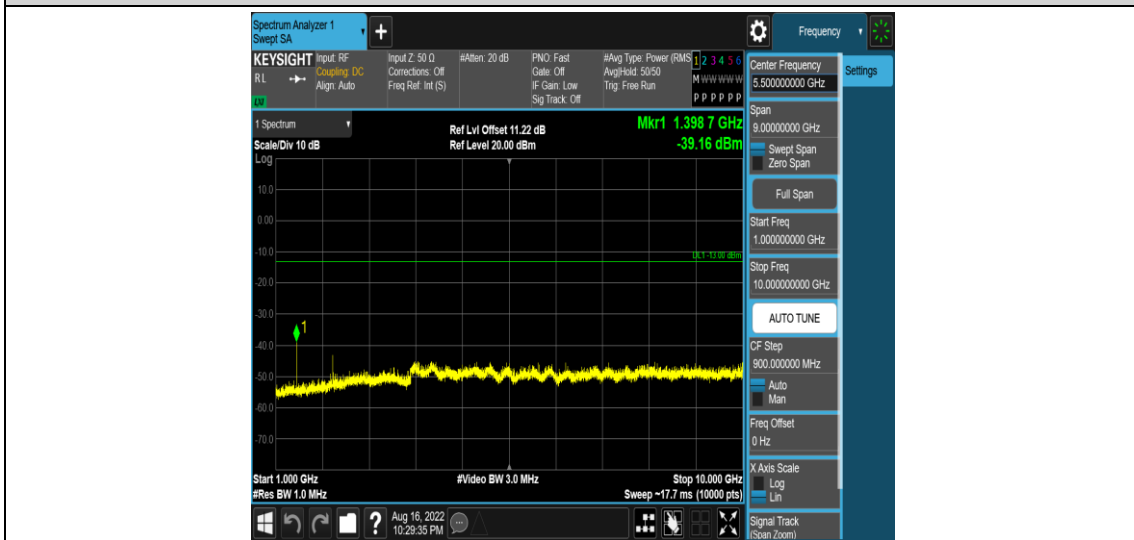 Spectrum Analyzer 1
Swept SA
+
Frequency
KEYSIGHT
RL
LXI
Input: RF
Coupling: DC
Align: Auto
Input Z: 50 Ω
Corrections: Off
Freq Ref: Int (S)
#Atten: 20 dB
PNO: Fast
Gate: Off
IF Gain: Low
Sig Track: Off
#Avg Type: Power (RMS
Avg|Hold: 50/50
Trig: Free Run
1 2 3 4 5 6
M W W W W W
P P P P P P
1 Spectrum
Scale/Div 10 dB
Ref Lvl Offset 11.22 dB
Ref Level 20.00 dBm
Mkr1 1.398 7 GHz
-39.16 dBm
Log
10.0
0.00
-10.0
DL1 -13.00 dBm
-20.0
-30.0
1
-40.0
-50.0
-60.0
-70.0
Start 1.000 GHz
#Res BW 1.0 MHz
#Video BW 3.0 MHz
Stop 10.000 GHz
Sweep ~17.7 ms (10000 pts)
Center Frequency
5.500000000 GHz
Settings
Span
9.00000000 GHz
Swept Span
Zero Span
Full Span
Start Freq
1.000000000 GHz
Stop Freq
10.000000000 GHz
AUTO TUNE
CF Step
900.000000 MHz
Auto
Man
Freq Offset
0 Hz
X Axis Scale
Log
Lin
Signal Track
(Span Zoom)
?
Aug 16, 2022
10:29:35 PM